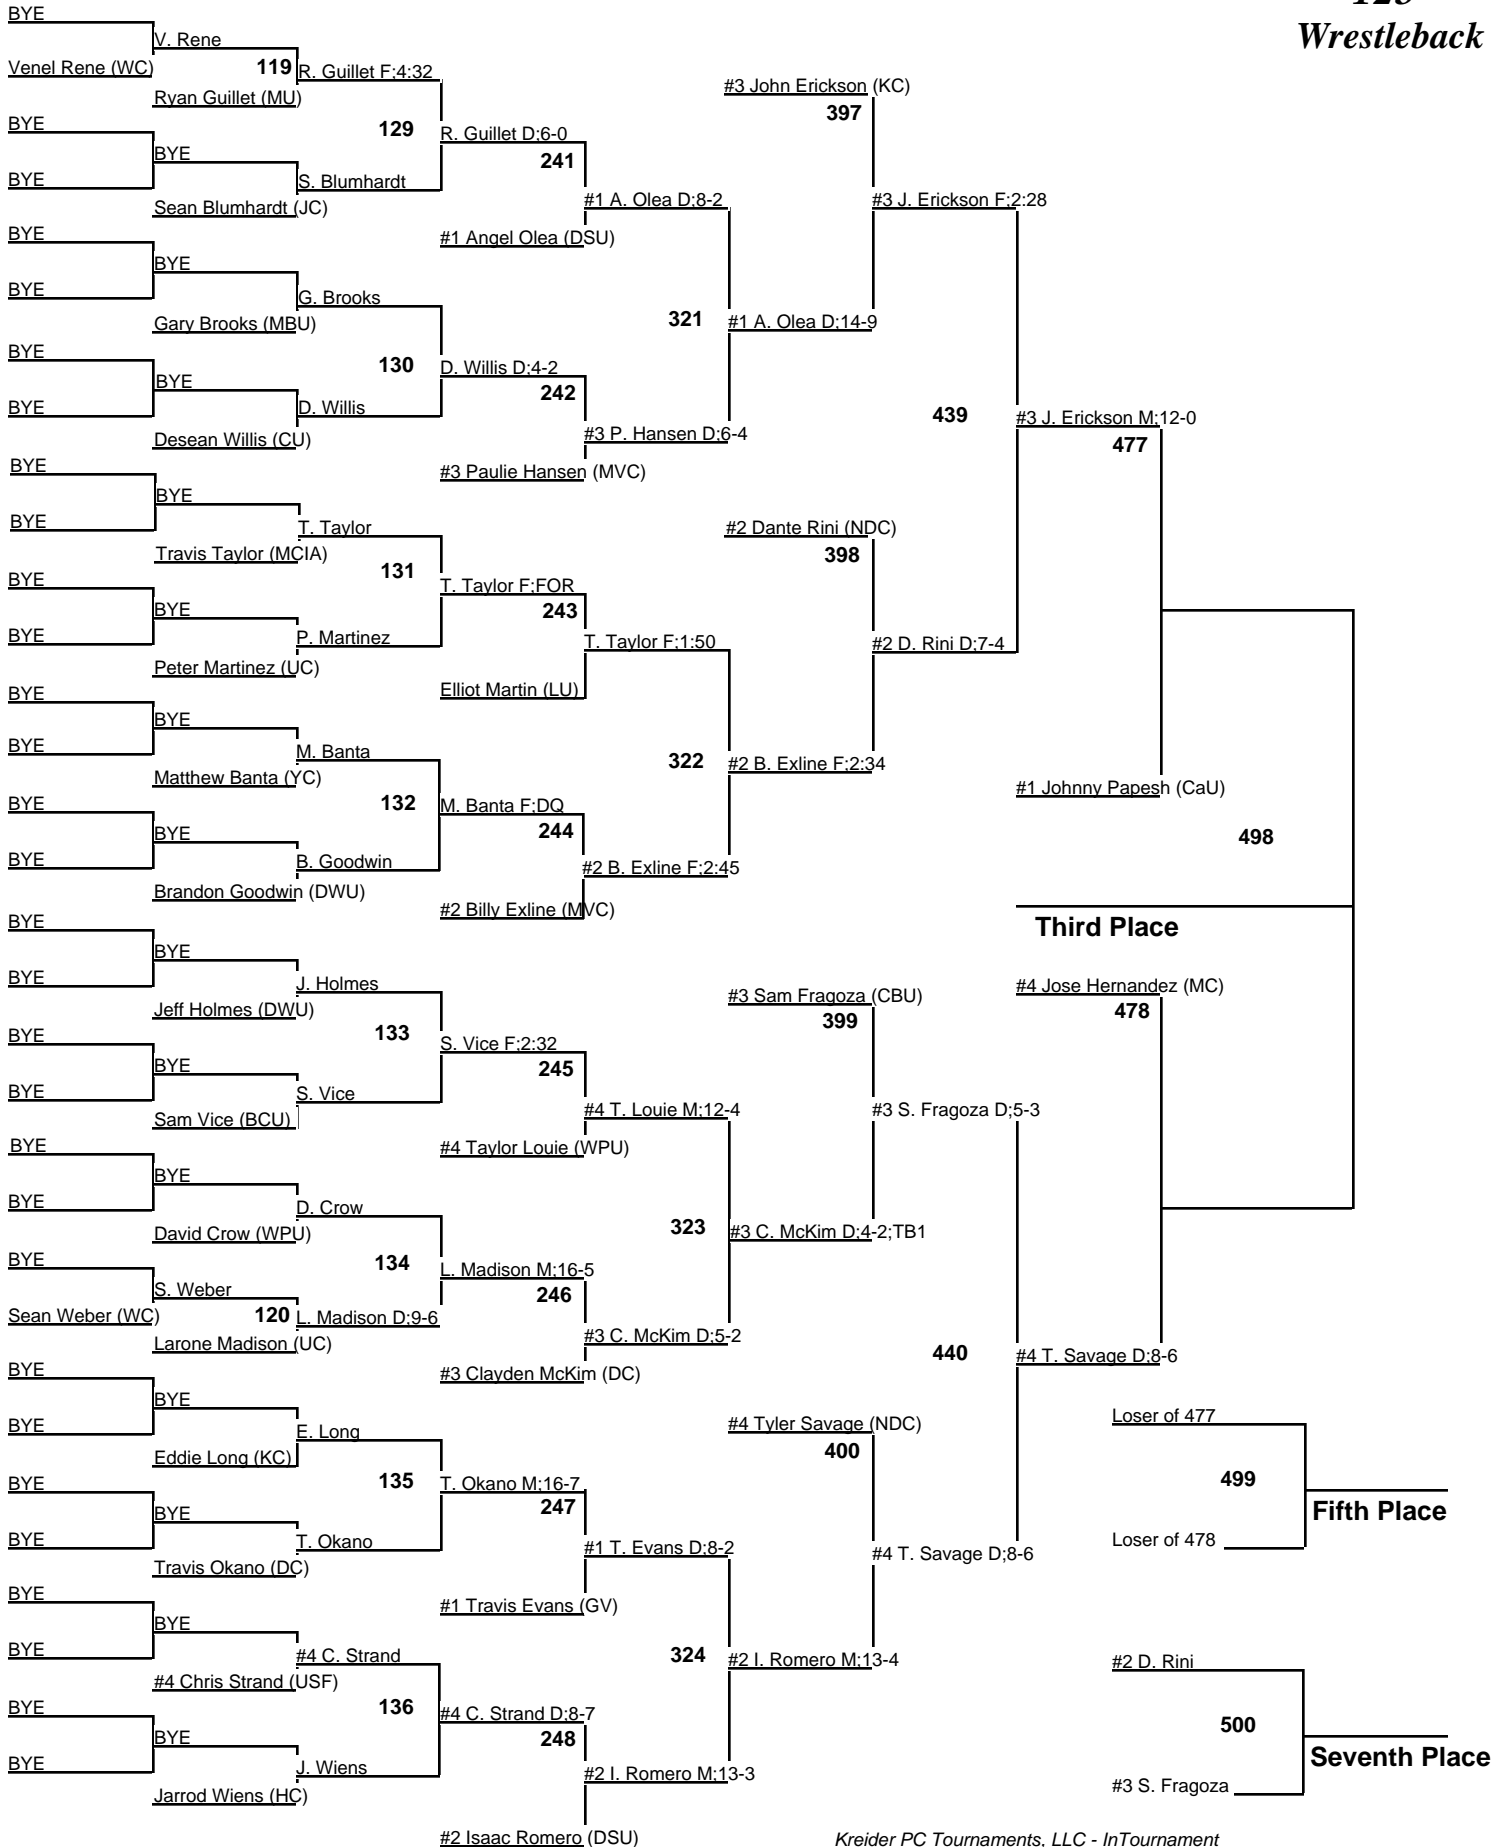 125
Wrestleback
BYE
V. Rene
Venel Rene (WC)
119
R. Guillet F;4:32
Ryan Guillet (MU)
BYE
129
R. Guillet D;6-0
BYE
241
BYE
S. Blumhardt
Sean Blumhardt (JC)
#1 A. Olea D;8-2
#1 Angel Olea (DSU)
#3 John Erickson (KC)
397
#3 J. Erickson F;2:28
BYE
BYE
BYE
G. Brooks
Gary Brooks (MBU)
321
#1 A. Olea D;14-9
BYE
130
D. Willis D;4-2
BYE
242
BYE
D. Willis
Desean Willis (CU)
#3 P. Hansen D;6-4
#3 Paulie Hansen (MVC)
439
#3 J. Erickson M;12-0
477
BYE
BYE
BYE
T. Taylor
Travis Taylor (MCIA)
#2 Dante Rini (NDC)
398
131
T. Taylor F;FOR
BYE
243
BYE
BYE
P. Martinez
T. Taylor F;1:50
#2 D. Rini D;7-4
Peter Martinez (UC)
Elliot Martin (LU)
BYE
BYE
BYE
M. Banta
322
#2 B. Exline F;2:34
Matthew Banta (YC)
#1 Johnny Papesh (CaU)
BYE
132
M. Banta F;DQ
244
498
BYE
BYE
B. Goodwin
#2 B. Exline F;2:45
Brandon Goodwin (DWU)
#2 Billy Exline (MVC)
Third Place
BYE
BYE
BYE
J. Holmes
Jeff Holmes (DWU)
#3 Sam Fragoza (CBU)
399
#4 Jose Hernandez (MC)
478
BYE
133
S. Vice F;2:32
245
BYE
BYE
S. Vice
#4 T. Louie M;12-4
#3 S. Fragoza D;5-3
Sam Vice (BCU)
#4 Taylor Louie (WPU)
BYE
BYE
BYE
D. Crow
David Crow (WPU)
323
#3 C. McKim D;4-2;TB1
BYE
134
L. Madison M;16-5
S. Weber
246
Sean Weber (WC)
120
L. Madison D;9-6
Larone Madison (UC)
#3 C. McKim D;5-2
#3 Clayden McKim (DC)
440
#4 T. Savage D;8-6
BYE
BYE
BYE
E. Long
Eddie Long (KC)
#4 Tyler Savage (NDC)
400
Loser of 477
499
Fifth Place
Loser of 478
BYE
135
T. Okano M;16-7
247
BYE
BYE
T. Okano
#1 T. Evans D;8-2
#4 T. Savage D;8-6
Travis Okano (DC)
#1 Travis Evans (GV)
BYE
BYE
BYE
#4 C. Strand
324
#2 I. Romero M;13-4
#4 Chris Strand (USF)
#2 D. Rini
BYE
136
#4 C. Strand D;8-7
248
500
Seventh Place
BYE
BYE
J. Wiens
#2 I. Romero M;13-3
#3 S. Fragoza
Jarrod Wiens (HC)
#2 Isaac Romero (DSU)
Kreider PC Tournaments, LLC - InTournament